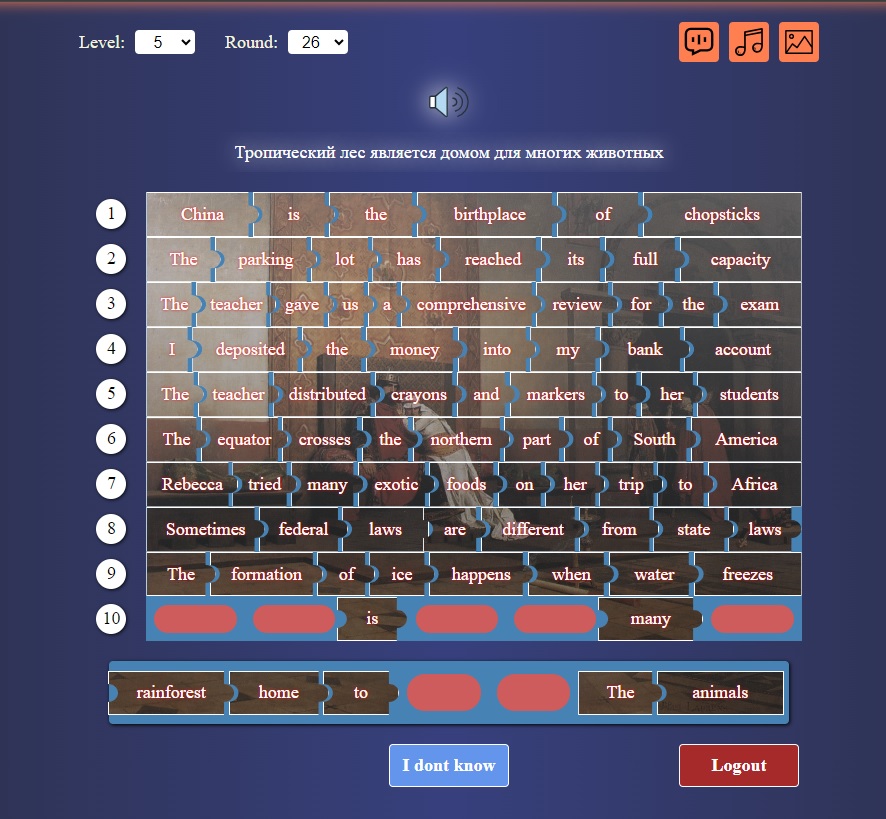 Level: 5 Round: 26
Тропический лес является домом для многих животных
1 China is the birthplace of chopsticks
2 The parking lot has reached its full capacity
3 The teacher gave us a comprehensive review for the exam
4 I deposited the money into my bank account
5 The teacher distributed crayons and markers to her students
6 The equator crosses the northern part of South America
7 Rebecca tried many exotic foods on her trip to Africa
8 Sometimes federal laws are different from state laws
9 The formation of ice happens when water freezes
10 is many
rainforest home to The animals
I dont know Logout